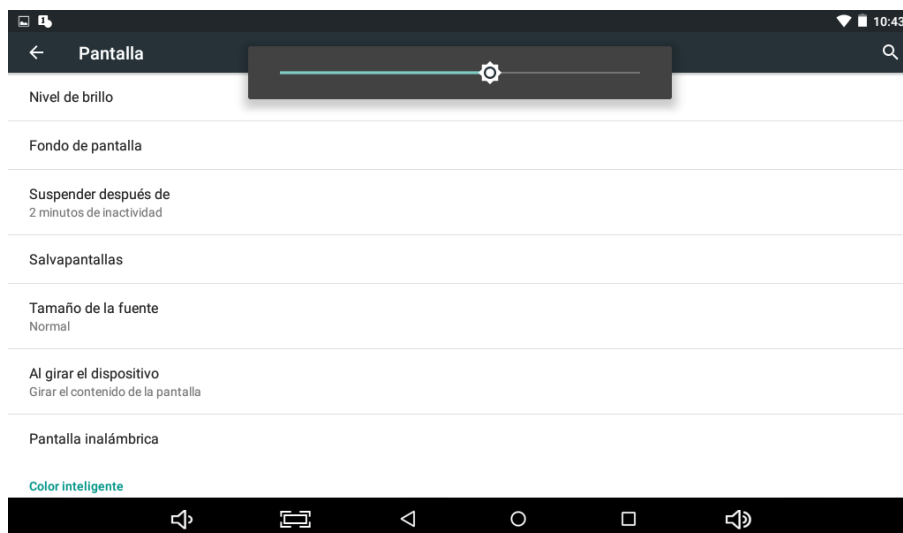 10:43
Pantalla
Nivel de brillo
Fondo de pantalla
Suspender después de
2 minutos de inactividad
Salvapantallas
Tamaño de la fuente
Normal
Al girar el dispositivo
Girar el contenido de la pantalla
Pantalla inalámbrica
Color inteligente